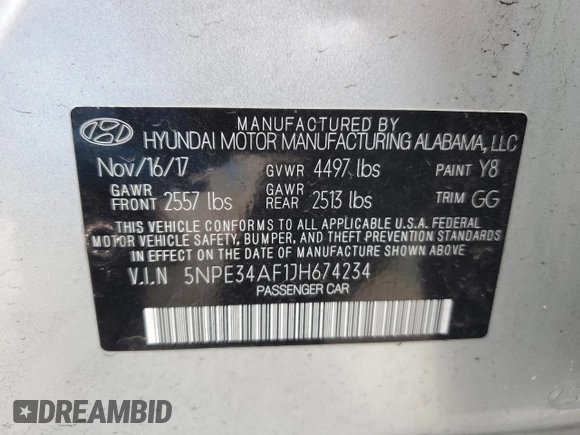 MANUFACTURED BY
HYUNDAI MOTOR MANUFACTURING ALABAMA, LLC
Nov/16/17 GVWR 4497 lbs PAINT Y8
GAWR FRONT 2557 lbs GAWR REAR 2513 lbs TRIM GG
THIS VEHICLE CONFORMS TO ALL APPLICABLE U.S.A. FEDERAL
MOTOR VEHICLE SAFETY, BUMPER, AND THEFT PREVENTION
STANDARDS IN EFFECT ON THE DATE OF MANUFACTURE SHOWN ABOVE.
V.I.N 5NPE34AF1JH674234
PASSENGER CAR
DREAMBID